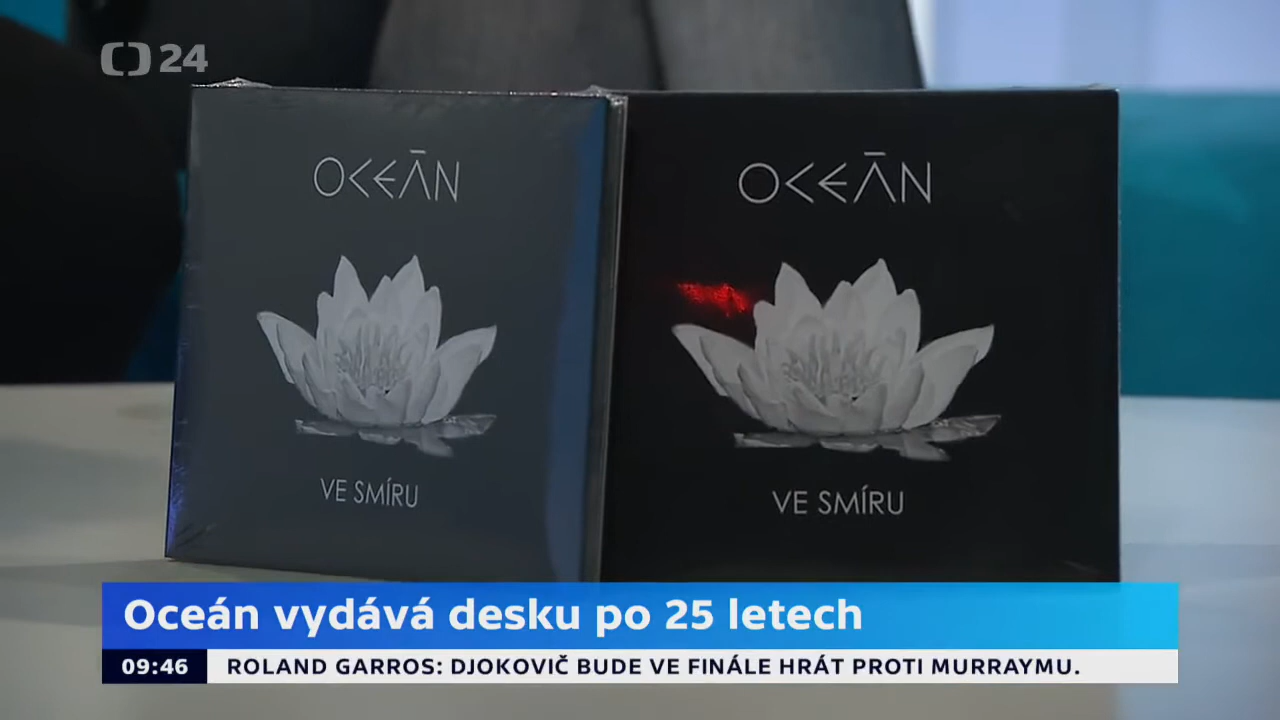 24
OCEĀN
OCEĀN
VE SMÍRU
VE SMÍRU
Oceán vydává desku po 25 letech
09:46 ROLAND GARROS: DJOKOVIČ BUDE VE FINÁLE HRÁT PROTI MURRAYMU.